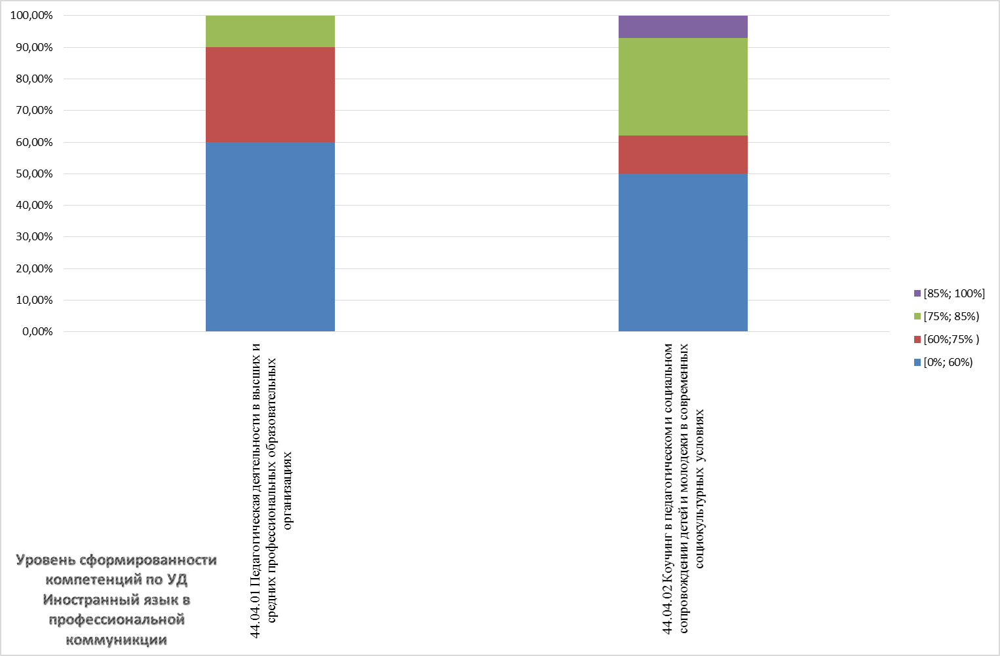 100,00%
90,00%
80,00%
70,00%
60,00%
50,00%
40,00%
30,00%
20,00%
10,00%
0,00%
[85%; 100%]
[75%; 85%)
[60%;75% )
[0%; 60%)
44.04.01 Педагогическая деятельности в высших и
средних профессиональных образовательных
организациях
44.04.02 Коучинг в педагогическом и социальном
сопровождении детей и молодежи в современных
социокультурных условиях
Уровень сформированности
компетенций по УД
Иностранный язык в
профессиональной
коммуникции